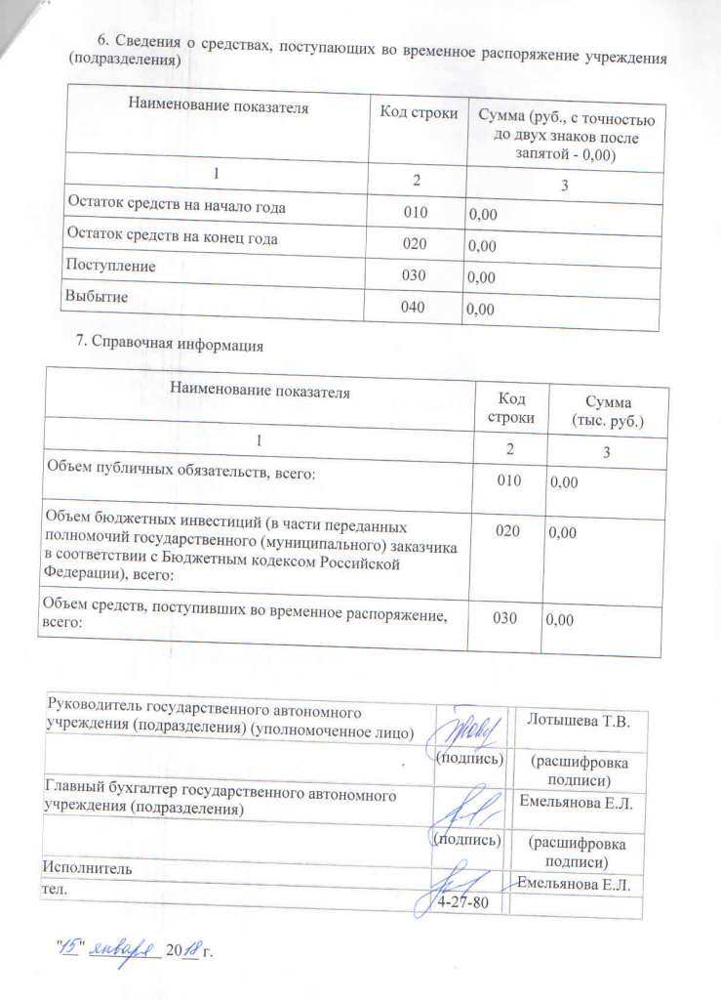 6. Сведения о средствах, поступающих во временное распоряжение учреждения
(подразделения)
Наименование показателя
Код строки
Сумма (руб., с точностью
до двух знаков после
запятой - 0,00)
1
2
3
Остаток средств на начало года
010
0,00
Остаток средств на конец года
020
0,00
Поступление
030
0,00
Выбытие
040
0,00
7. Справочная информация
Наименование показателя
Код
строки
Сумма
(тыс. руб.)
1
2
3
Объем публичных обязательств, всего:
010
0,00
Объем бюджетных инвестиций (в части переданных
полномочий государственного (муниципального) заказчика
в соответствии с Бюджетным кодексом Российской
Федерации), всего:
020
0,00
Объем средств, поступивших во временное распоряжение,
всего:
030
0,00
Руководитель государственного автономного
учреждения (подразделения) (уполномоченное лицо)
Лотышева Т.В.
(подпись)
(расшифровка
подписи)
Главный бухгалтер государственного автономного
учреждения (подразделения)
Емельянова Е.Л.
(подпись)
(расшифровка
подписи)
Исполнитель
Емельянова Е.Л.
тел.
4-27-80
"15" января 2018 г.